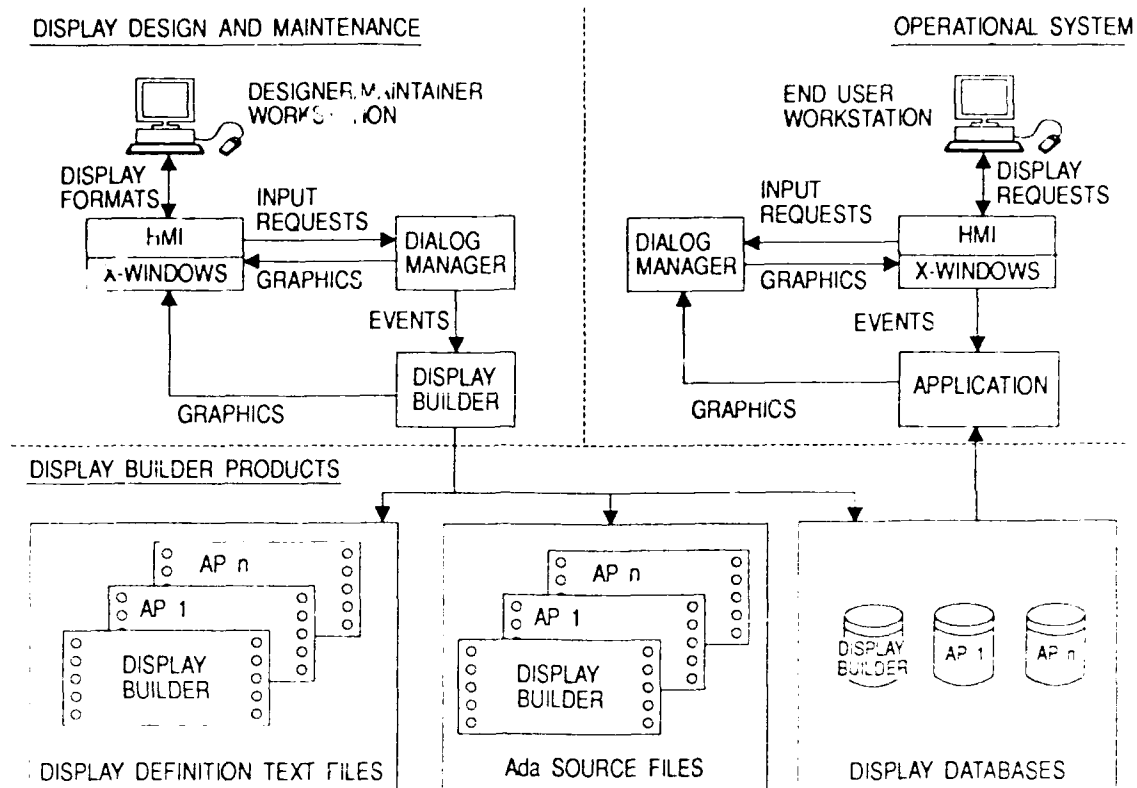 DISPLAY DESIGN AND MAINTENANCE
OPERATIONAL SYSTEM
DESIGNER/MAINTAINER
WORKSTATION
DISPLAY
FORMATS
INPUT
REQUESTS
HMI
X-WINDOWS
GRAPHICS
DIALOG
MANAGER
EVENTS
DISPLAY
BUILDER
GRAPHICS
END USER
WORKSTATION
DISPLAY
REQUESTS
INPUT
REQUESTS
DIALOG
MANAGER
GRAPHICS
HMI
X-WINDOWS
EVENTS
APPLICATION
GRAPHICS
DISPLAY BUILDER PRODUCTS
AP n
AP 1
DISPLAY
BUILDER
DISPLAY DEFINITION TEXT FILES
AP n
AP 1
DISPLAY
BUILDER
Ada SOURCE FILES
DISPLAY
BUILDER
AP 1
AP n
DISPLAY DATABASES